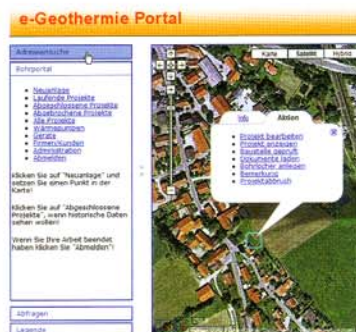 e-Geothermie Portal
Adressensuche
Bohrportal
Neuanlage
Laufende Projekte
Abgeschlossene Projekte
Abgebrochene Projekte
Alle Projekte
Wärmepumpen
Geräte
Firmen/Kunden
Administration
Abmelden
Klicken Sie auf "Neuanlage" und
setzen Sie einen Punkt in der
Karte!
Klicken Sie auf "Abgeschlossene
Projekte", wenn historische Daten
sehen wollen!
Wenn Sie Ihre Arbeit beendet
haben klicken Sie "Abmelden"!
Abfragen
Legende
Karte
Satellit
Hybrid
Info
Aktion
Projekt bearbeiten
Projekt anzeigen
Baustelle geprüft
Dokumente laden
Bohrlöcher anlegen
Bemerkung
Projektabbruch